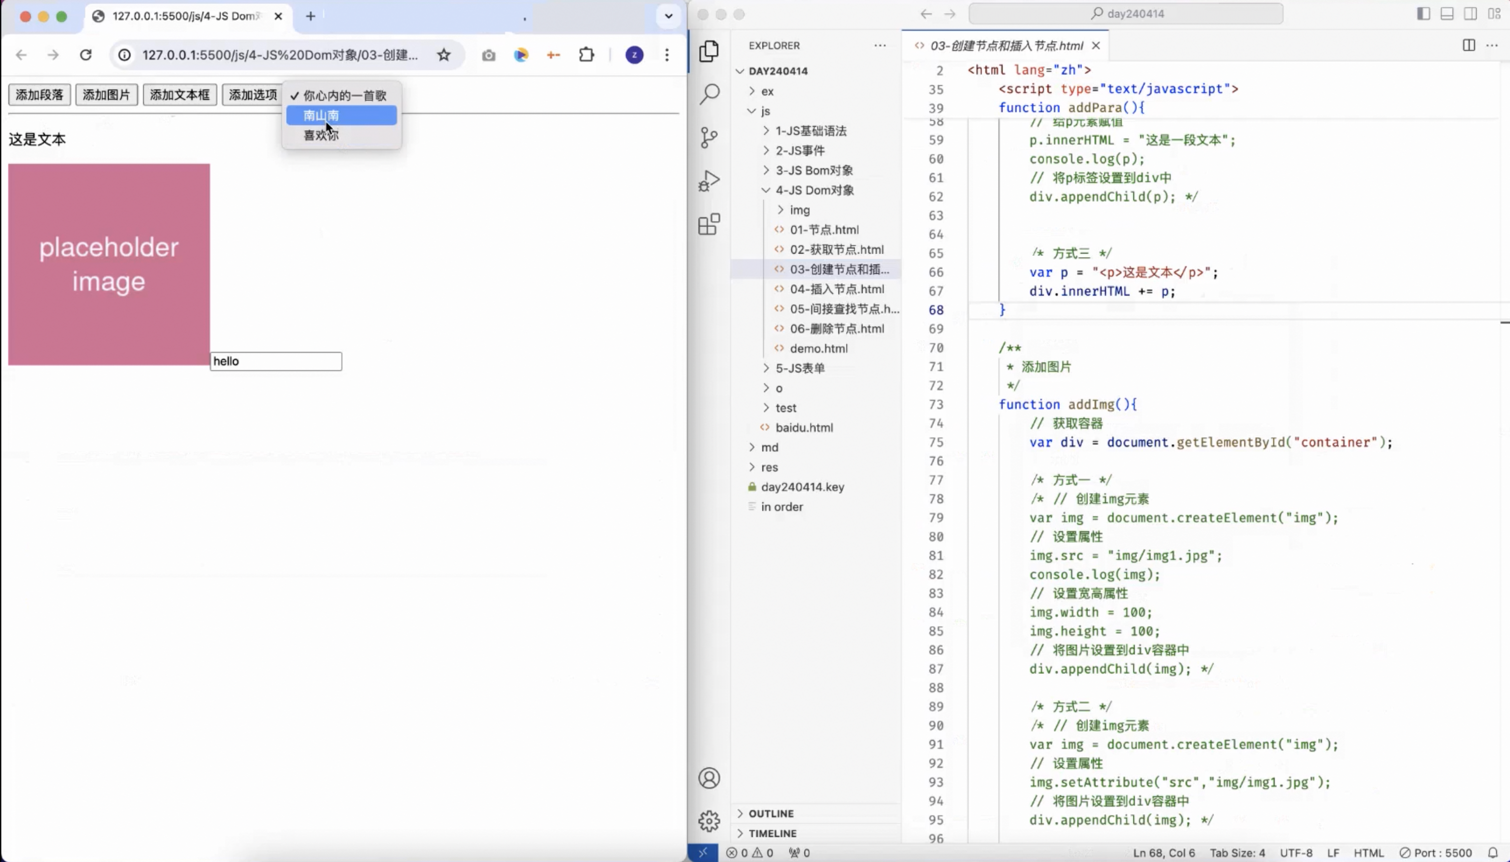 127.0.0.1:5500/js/4-JS Dom
127.0.0.1:5500/js/4-JS%20Dom对象/03-创建...
Z
添加段落
添加图片
添加文本框
添加选项
✓ 你心内的一首歌
南山南
喜欢你
这是文本
placeholder
image
hello
day240414
EXPLORER
...
DAY240414
ex
js
1-JS基础语法
2-JS事件
3-JS Bom对象
4-JS Dom对象
img
01-节点.html
02-获取节点.html
03-创建节点和插...
04-插入节点.html
05-间接查找节点.h...
06-删除节点.html
demo.html
5-JS表单
o
test
baidu.html
md
res
day240414.key
in order
OUTLINE
TIMELINE
03-创建节点和插入节点.html
2 <html lang="zh">
35 <script type="text/javascript">
39 function addPara(){
58 // 给p元素赋值
59 p.innerHTML = "这是一段文本";
60 console.log(p);
61 // 将p标签设置到div中
62 div.appendChild(p); */
63
64
65 /* 方式三 */
66 var p = "<p>这是文本</p>";
67 div.innerHTML += p;
68 }
69
70 /**
71 * 添加图片
72 */
73 function addImg(){
74 // 获取容器
75 var div = document.getElementById("container");
76
77 /* 方式一 */
78 /* // 创建img元素
79 var img = document.createElement("img");
80 // 设置属性
81 img.src = "img/img1.jpg";
82 console.log(img);
83 // 设置宽高属性
84 img.width = 100;
85 img.height = 100;
86 // 将图片设置到div容器中
87 div.appendChild(img); */
88
89 /* 方式二 */
90 /* // 创建img元素
91 var img = document.createElement("img");
92 // 设置属性
93 img.setAttribute("src","img/img1.jpg");
94 // 将图片设置到div容器中
95 div.appendChild(img); */
96
0 0 0 Ln 68, Col 6 Tab Size: 4 UTF-8 LF HTML Port : 5500